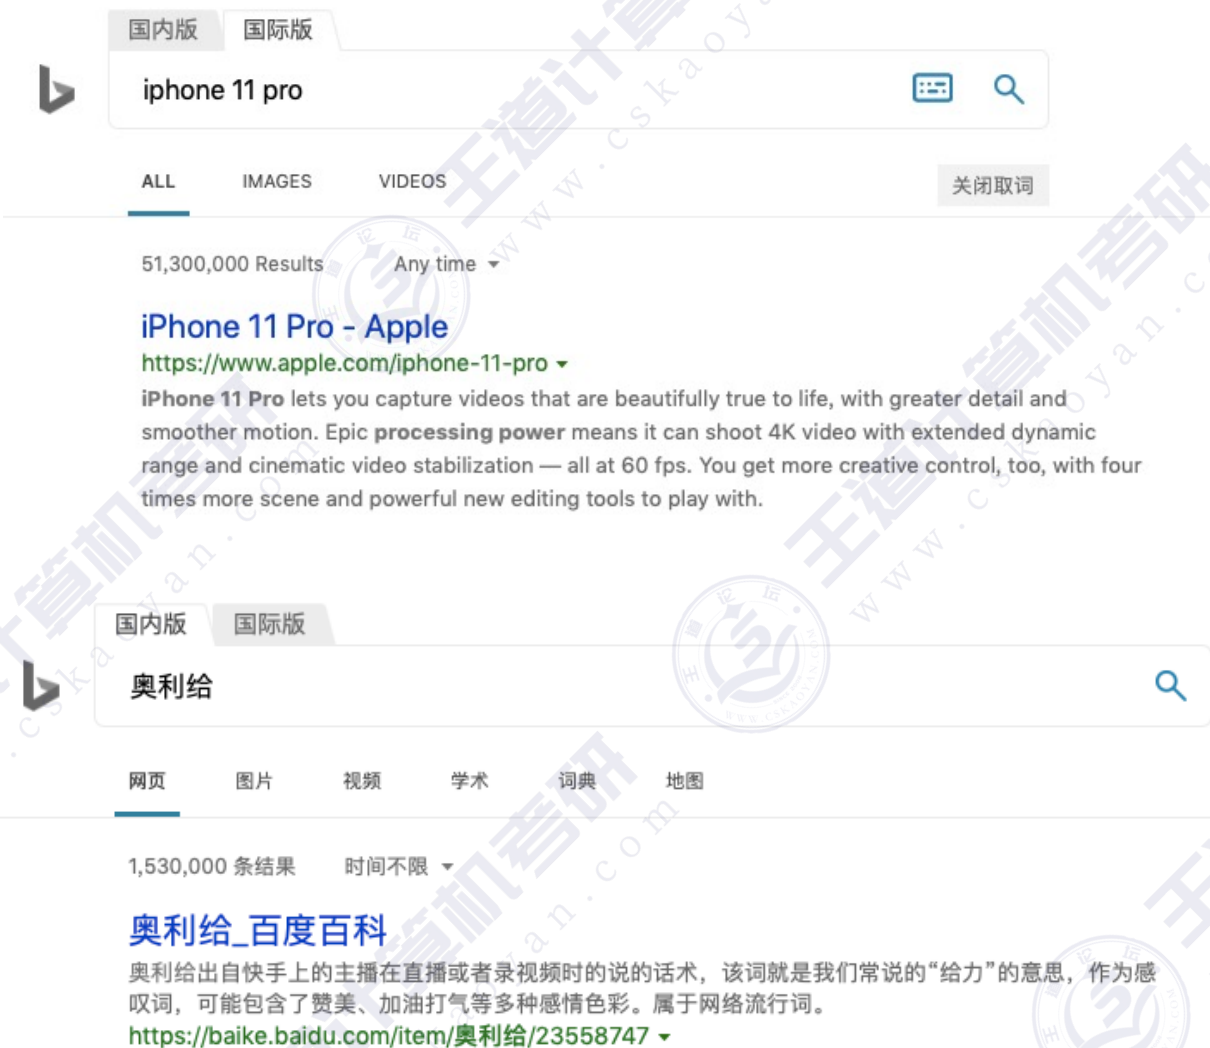 国内版 国际版
iphone 11 pro
ALL IMAGES VIDEOS 关闭取词
51,300,000 Results Any time
iPhone 11 Pro - Apple
https://www.apple.com/iphone-11-pro
iPhone 11 Pro lets you capture videos that are beautifully true to life, with greater detail and
smoother motion. Epic processing power means it can shoot 4K video with extended dynamic
range and cinematic video stabilization — all at 60 fps. You get more creative control, too, with four
times more scene and powerful new editing tools to play with.
国内版 国际版
奥利给
网页 图片 视频 学术 词典 地图
1,530,000 条结果 时间不限
奥利给_百度百科
奥利给出自快手上的主播在直播或者录视频时的说的话术，该词就是我们常说的“给力”的意思，作为感
叹词，可能包含了赞美、加油打气等多种感情色彩。属于网络流行词。
https://baike.baidu.com/item/奥利给/23558747
王道计算机考研
www.cskaoyan.com